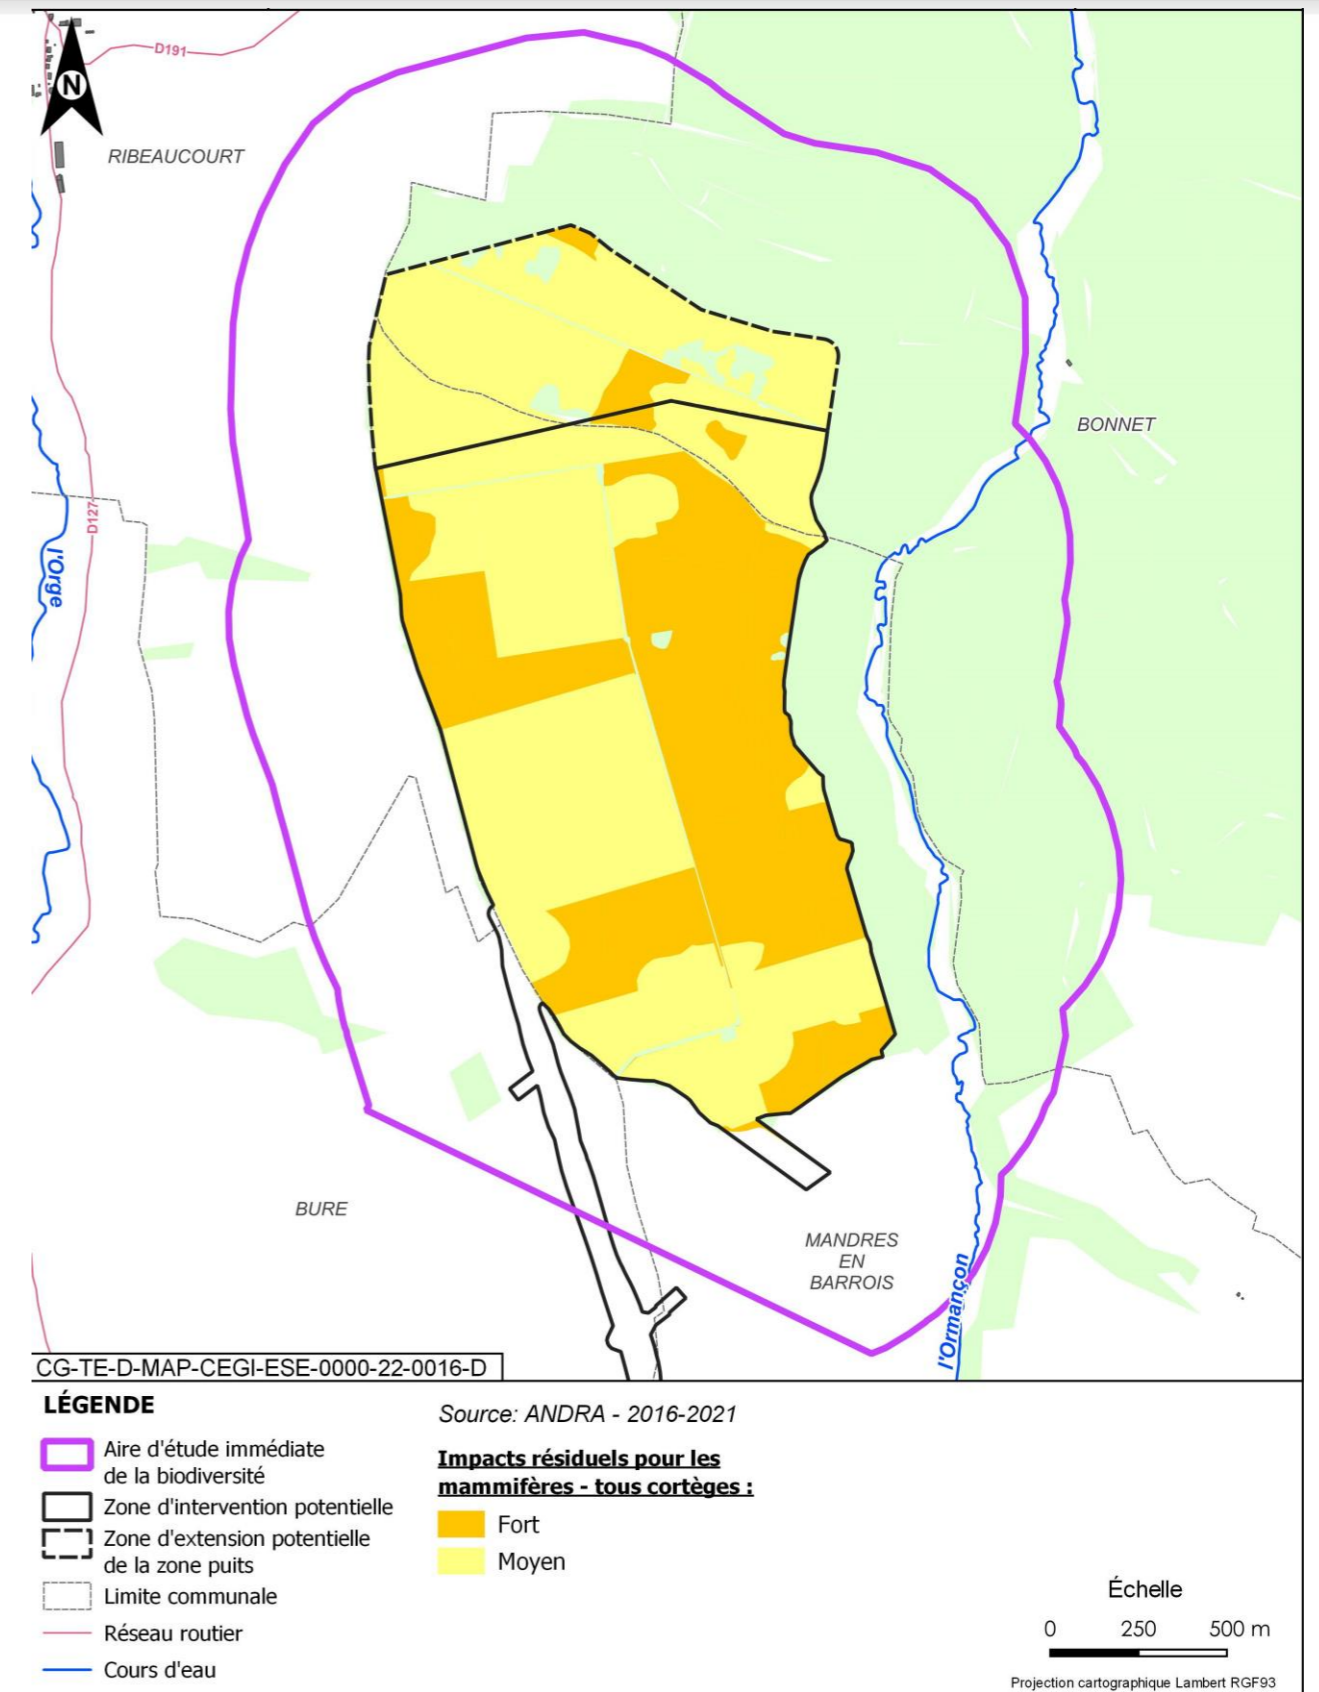 D191
N
RIBEAUCOURT
BONNET
D127
l'Orge
BURE
MANDRES
EN
BARROIS
l'Ormançon
CG-TE-D-MAP-CEGI-ESE-0000-22-0016-D
LÉGENDE
Aire d'étude immédiate
de la biodiversité
Zone d'intervention potentielle
Zone d'extension potentielle
de la zone puits
Limite communale
Réseau routier
Cours d'eau
Source: ANDRA - 2016-2021
Impacts résiduels pour les
mammifères - tous cortèges :
Fort
Moyen
Échelle
0 250 500 m
Projection cartographique Lambert RGF93